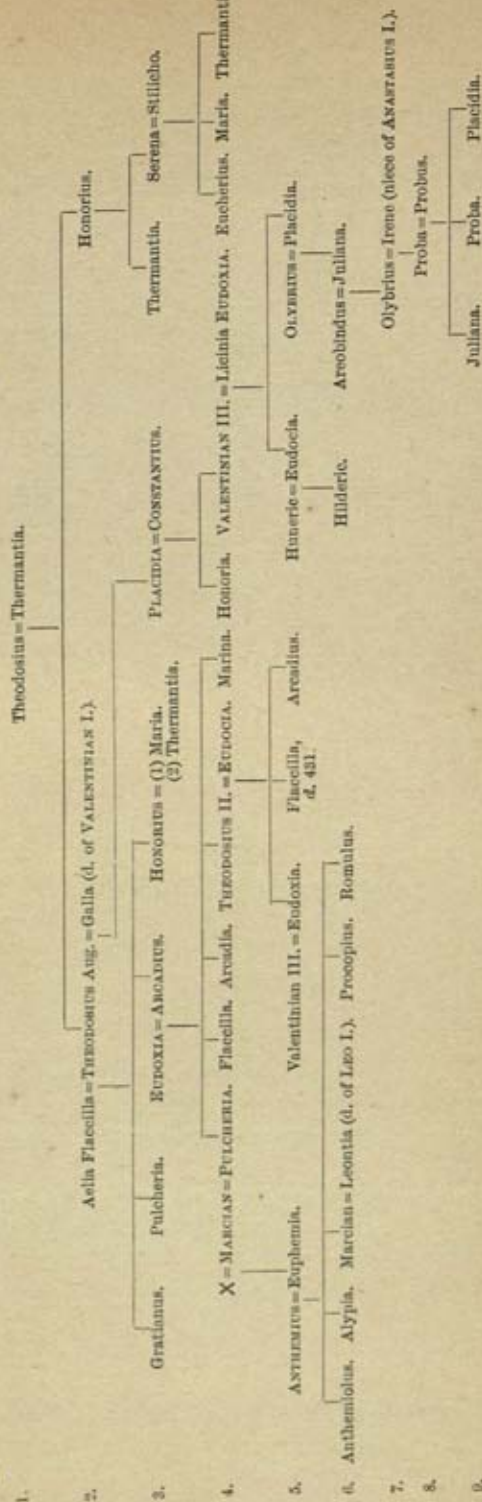 1. Theodosius = Thermantia.
2. Aelia Flaccilla = THEODOSIUS Aug. = Galla (d. of VALENTINIAN I.). Honorius.
3. Gratianus. Pulcheria. EUDOXIA = ARCADIUS. HONORIUS = (1) Maria. PLACIDIA = CONSTANTIUS. Thermantia. Serena = Stilicho.
(2) Thermantia.
4. X = MARCIAN = PULCHERIA. Flaccilla. Arcadia. THEODOSIUS II. = EUDOCIA. Marina. Honoria. VALENTINIAN III. = Licinia EUDOXIA. Eucherius. Maria. Thermantia
5. ANTHEMIUS = Euphemia. Valentinian III. = Eudoxia. Flaccilla, Arcadius. Huneric = Eudocia. OLYBRIUS = Placidia.
d. 431.
6. Anthemiolus. Alypia. Marcian = Leontia (d. of LEO I.). Procopius. Romulus. Hilderic. Areobindus = Juliana.
7. Olybrius = Irene (niece of ANASTASIUS I.).
8. Proba = Probus.
9. Juliana. Proba. Placidia.